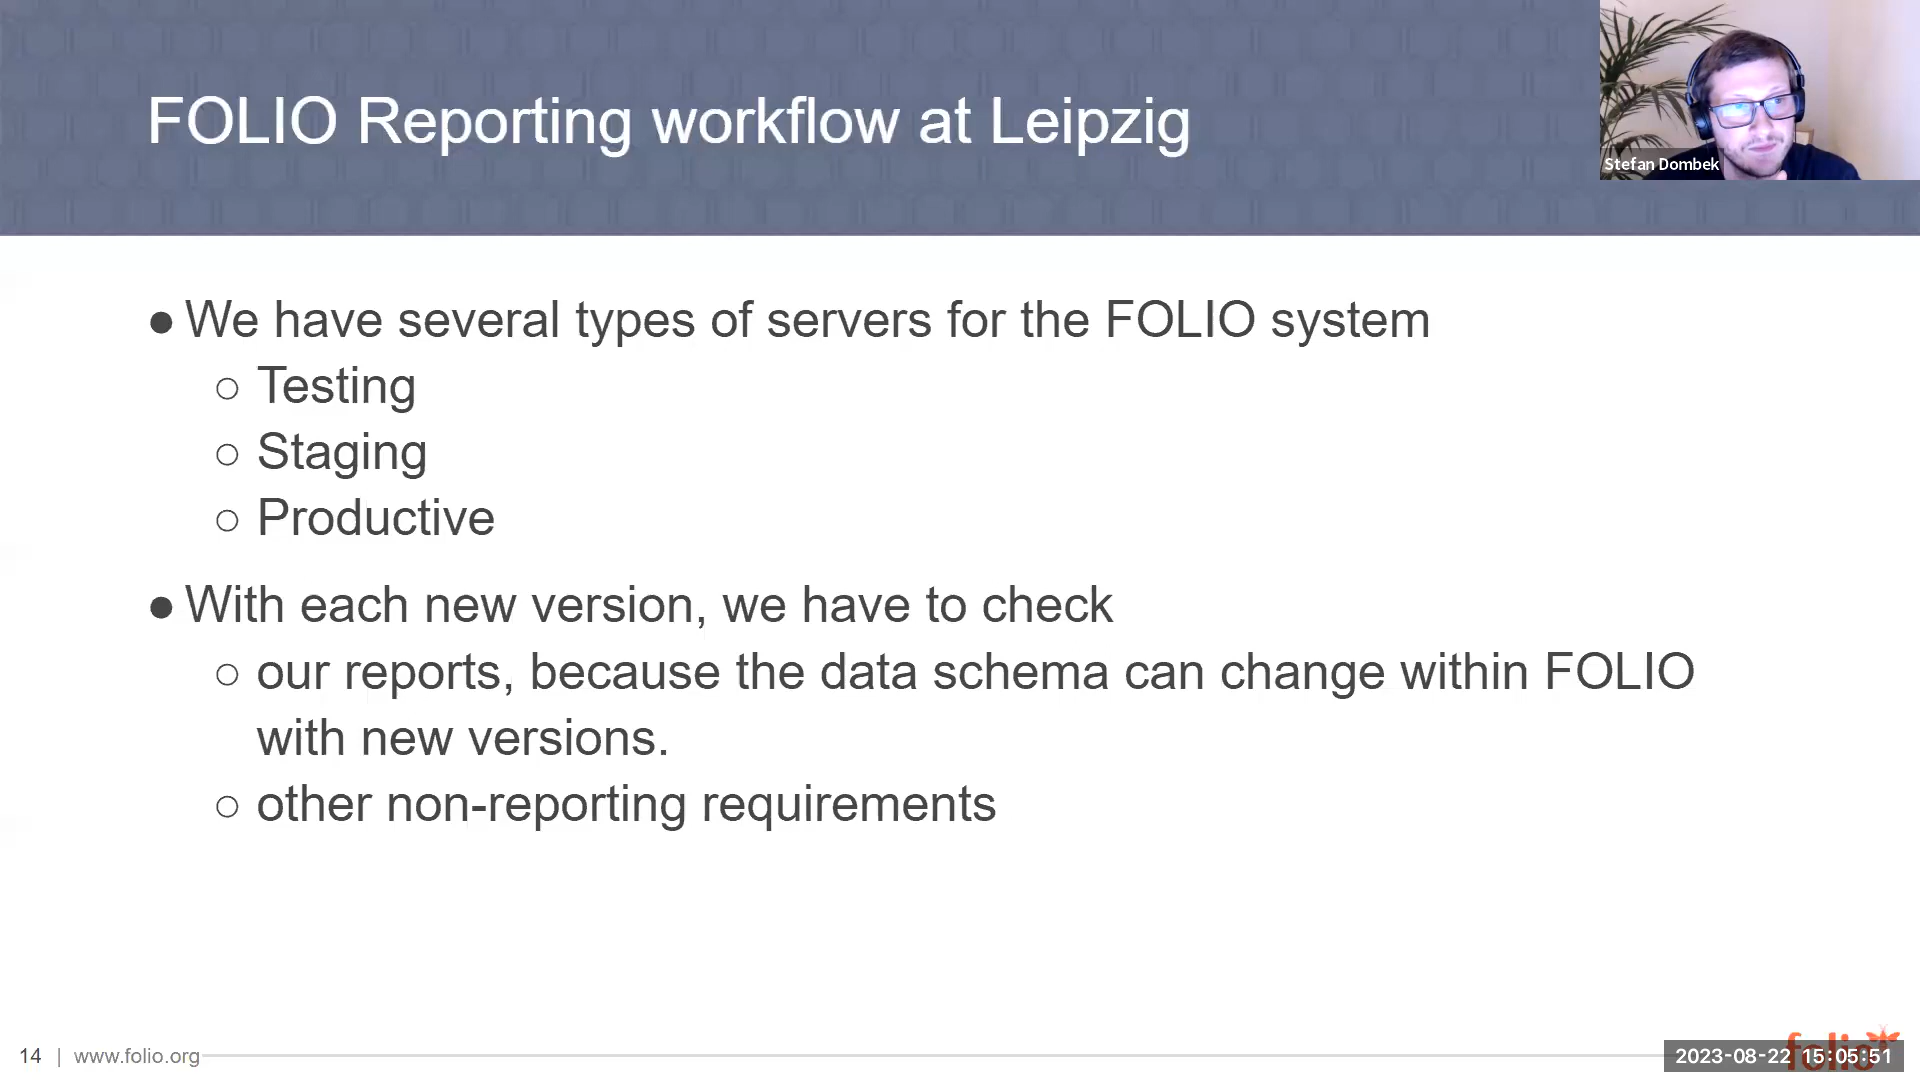 FOLIO Reporting workflow at Leipzig
Stefan Dombek
● We have several types of servers for the FOLIO system
○ Testing
○ Staging
○ Productive
● With each new version, we have to check
○ our reports, because the data schema can change within FOLIO
with new versions.
○ other non-reporting requirements
14 | www.folio.org
folio
2023-08-22 15:05:51